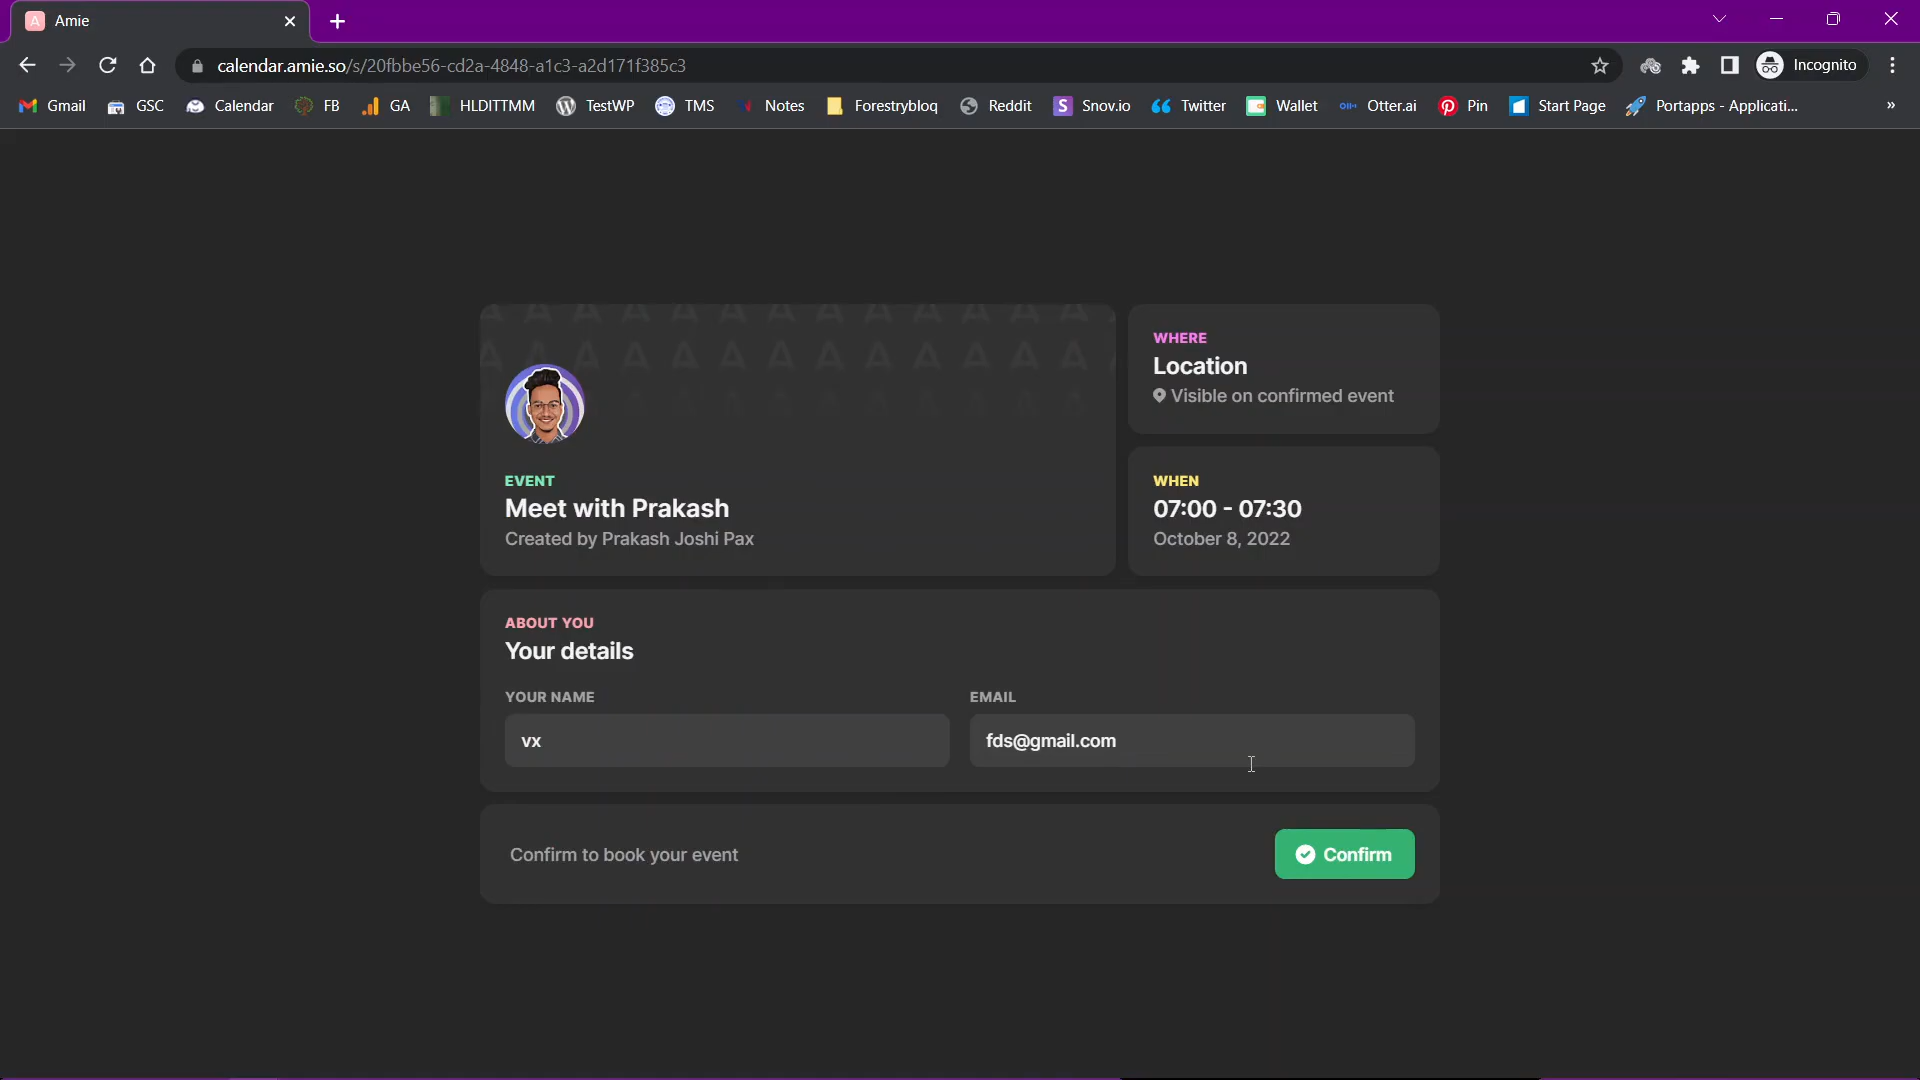 Amie
calendar.amie.so/s/20fbbe56-cd2a-4848-a1c3-a2d171f385c3
Incognito
Gmail GSC Calendar FB GA HLDITTMM TestWP TMS Notes Forestrybloq Reddit Snov.io Twitter Wallet Otter.ai Pin Start Page Portapps - Applicati... »
EVENT
Meet with Prakash
Created by Prakash Joshi Pax
WHERE
Location
Visible on confirmed event
WHEN
07:00 - 07:30
October 8, 2022
ABOUT YOU
Your details
YOUR NAME
vx
EMAIL
fds@gmail.com
Confirm to book your event
Confirm